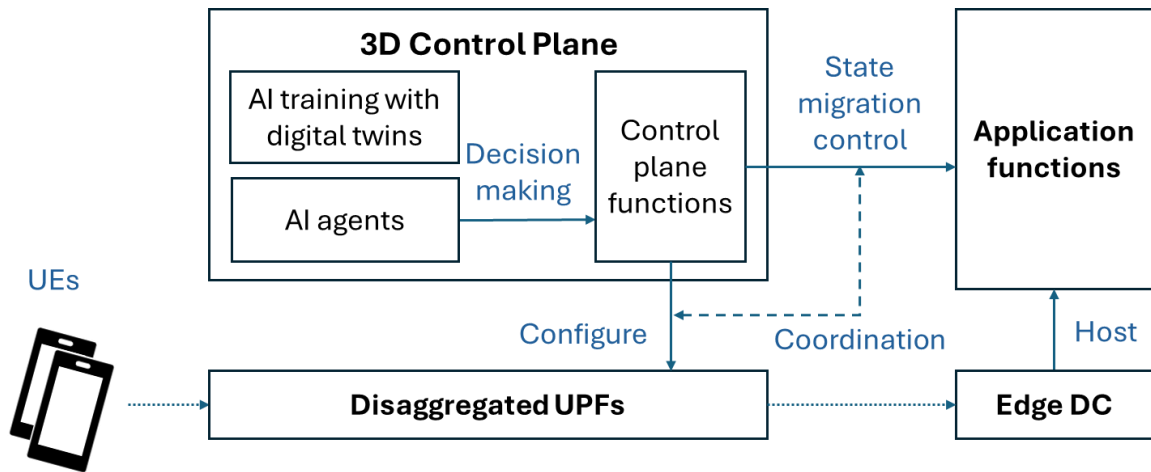 3D Control Plane
AI training with
digital twins
AI agents
Decision
making
Control
plane
functions
State
migration
control
Application
functions
UEs
Configure
Coordination
Host
Disaggregated UPFs
Edge DC